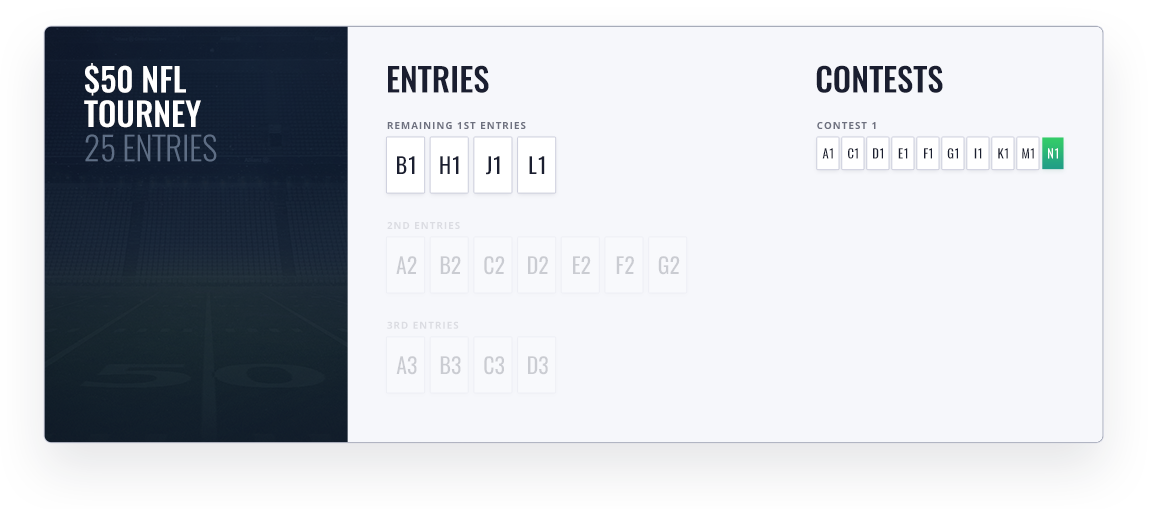 $50 NFL
TOURNEY
25 ENTRIES
ENTRIES
REMAINING 1ST ENTRIES
B1 H1 J1 L1
2ND ENTRIES
A2 B2 C2 D2 E2 F2 G2
3RD ENTRIES
A3 B3 C3 D3
CONTESTS
CONTEST 1
A1 C1 D1 E1 F1 G1 I1 K1 M1 N1
5 0